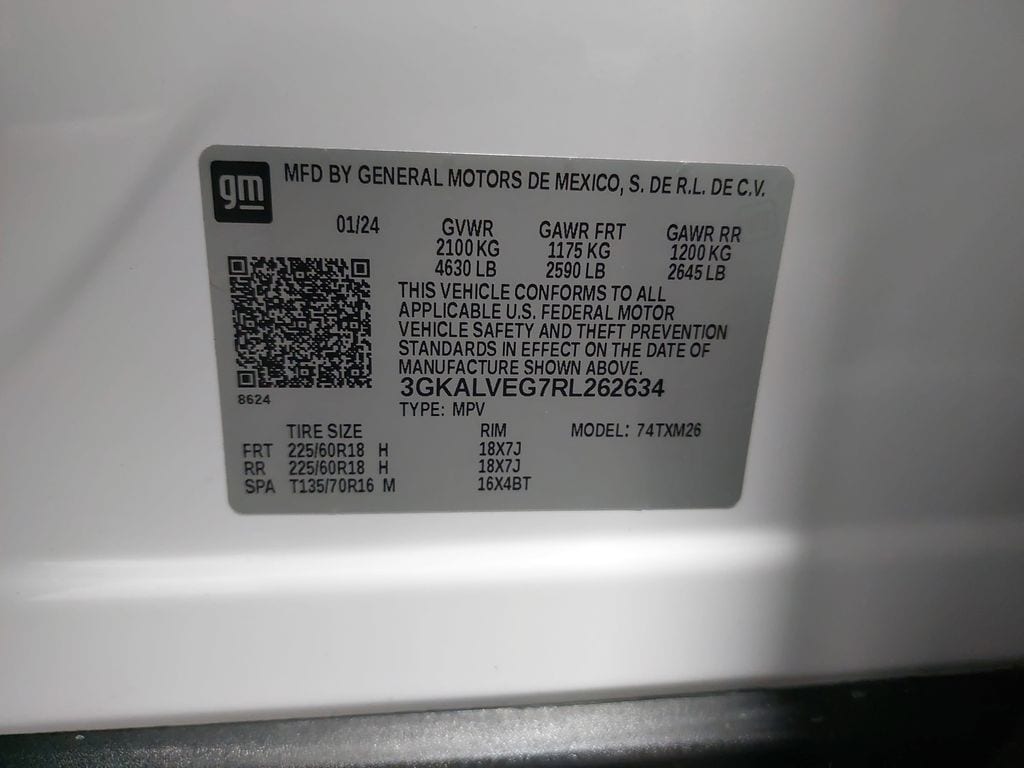 gm
MFD BY GENERAL MOTORS DE MEXICO, S. DE R.L. DE C.V.
01/24 GVWR GAWR FRT GAWR RR
2100 KG 1175 KG 1200 KG
4630 LB 2590 LB 2645 LB
THIS VEHICLE CONFORMS TO ALL
APPLICABLE U.S. FEDERAL MOTOR
VEHICLE SAFETY AND THEFT PREVENTION
STANDARDS IN EFFECT ON THE DATE OF
MANUFACTURE SHOWN ABOVE.
3GKALVEG7RL262634
8624
TYPE: MPV
TIRE SIZE RIM MODEL: 74TXM26
FRT 225/60R18 H 18X7J
RR 225/60R18 H 18X7J
SPA T135/70R16 M 16X4BT